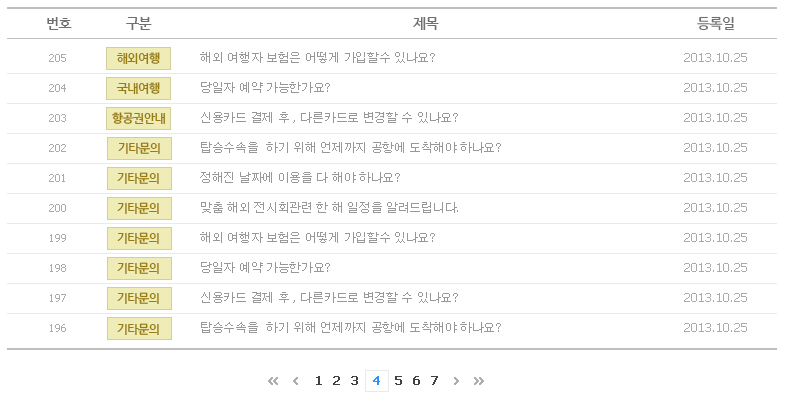 번호 구분 제목 등록일
205 해외여행 해외 여행자 보험은 어떻게 가입할수 있나요? 2013.10.25
204 국내여행 당일자 예약 가능한가요? 2013.10.25
203 항공권안내 신용카드 결제 후, 다른카드로 변경할 수 있나요? 2013.10.25
202 기타문의 탑승수속을 하기 위해 언제까지 공항에 도착해야 하나요? 2013.10.25
201 기타문의 정해진 날짜에 이용을 다 해야 하나요? 2013.10.25
200 기타문의 맞춤 해외 전시회관련 한 해 일정을 알려드립니다. 2013.10.25
199 기타문의 해외 여행자 보험은 어떻게 가입할수 있나요? 2013.10.25
198 기타문의 당일자 예약 가능한가요? 2013.10.25
197 기타문의 신용카드 결제 후, 다른카드로 변경할 수 있나요? 2013.10.25
196 기타문의 탑승수속을 하기 위해 언제까지 공항에 도착해야 하나요? 2013.10.25
« ‹ 1 2 3 4 5 6 7 › »